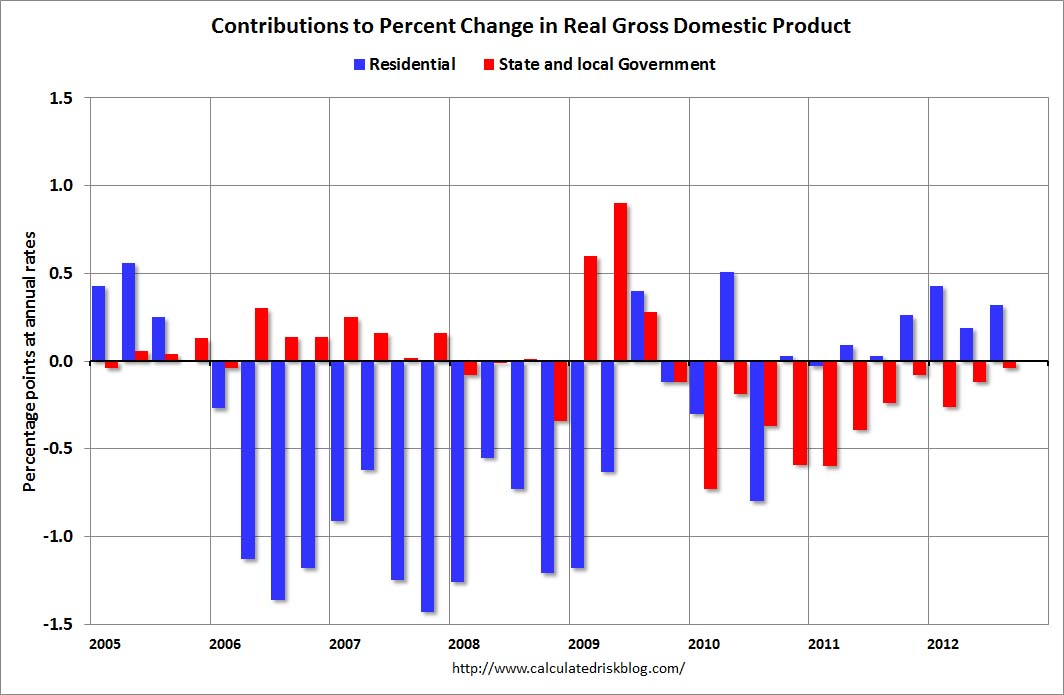 Contributions to Percent Change in Real Gross Domestic Product
Residential State and local Government
Percentage points at annual rates
1.5
1.0
0.5
0.0
-0.5
-1.0
-1.5
2005 2006 2007 2008 2009 2010 2011 2012
http://www.calculatedriskblog.com/